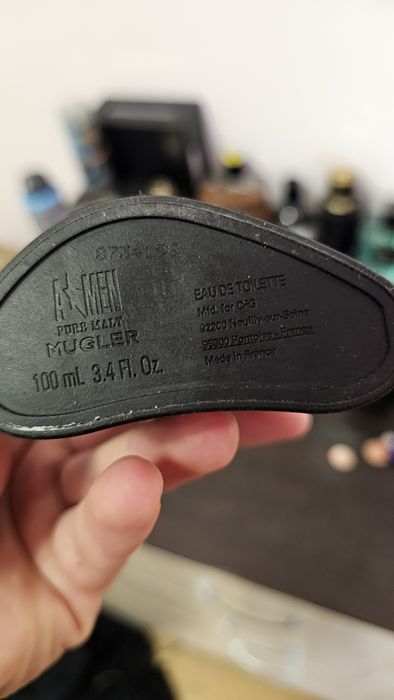 A*MEN
PURE MALT
MUGLER
100 mL 3.4 Fl. Oz.
EAU DE TOILETTE
Mfd. for C+G
92200 Neuilly-sur-Seine
95300 Pontoise - France
Made in France